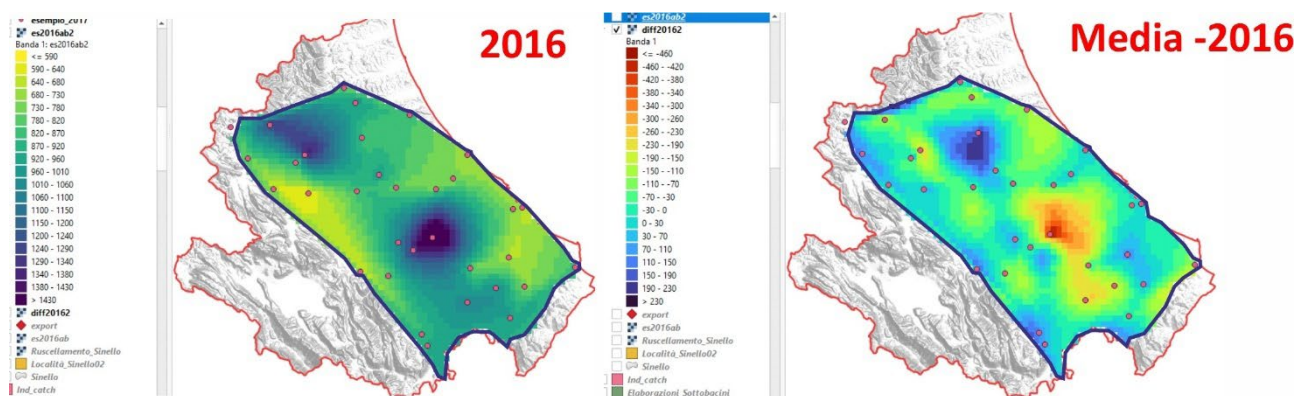 esempio_2017
es2016ab2
Banda 1: es2016ab2
<= 590
590 - 640
640 - 680
680 - 730
730 - 780
780 - 820
820 - 870
870 - 920
920 - 960
960 - 1010
1010 - 1060
1060 - 1100
1100 - 1150
1150 - 1200
1200 - 1240
1240 - 1290
1290 - 1340
1340 - 1380
1380 - 1430
> 1430
diff20162
export
es2016ab
Ruscellamento_Sinello
Località_Sinello02
Sinello
Ind_catch
2016
es2016ab2
diff20162
Banda 1
<= -460
-460 - -420
-420 - -380
-380 - -340
-340 - -300
-300 - -260
-260 - -230
-230 - -190
-190 - -150
-150 - -110
-110 - -70
-70 - -30
-30 - 0
0 - 30
30 - 70
70 - 110
110 - 150
150 - 190
190 - 230
> 230
export
es2016ab
Ruscellamento_Sinello
Località_Sinello02
Sinello
Ind_catch
Elaborazioni_Sottobacini
Media -2016